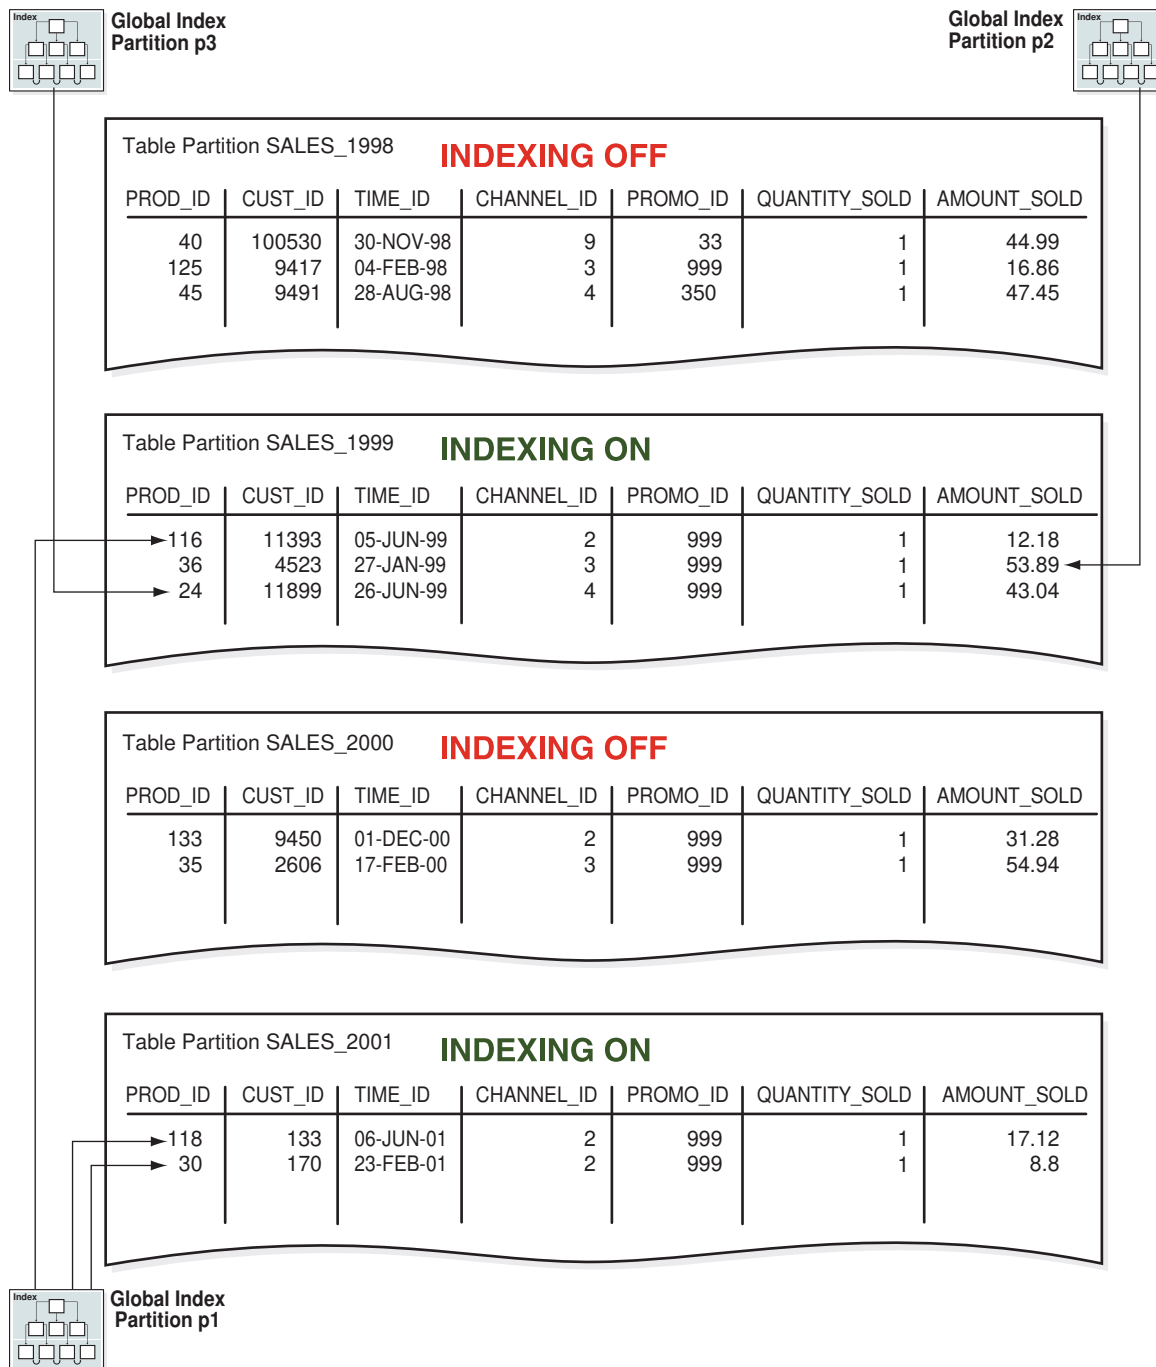 Index
Global Index
Partition p3
Global Index
Partition p2
Index
Table Partition SALES_1998
INDEXING OFF
PROD_ID CUST_ID TIME_ID CHANNEL_ID PROMO_ID QUANTITY_SOLD AMOUNT_SOLD
40 100530 30-NOV-98 9 33 1 44.99
125 9417 04-FEB-98 3 999 1 16.86
45 9491 28-AUG-98 4 350 1 47.45
Table Partition SALES_1999
INDEXING ON
PROD_ID CUST_ID TIME_ID CHANNEL_ID PROMO_ID QUANTITY_SOLD AMOUNT_SOLD
116 11393 05-JUN-99 2 999 1 12.18
36 4523 27-JAN-99 3 999 1 53.89
24 11899 26-JUN-99 4 999 1 43.04
Table Partition SALES_2000
INDEXING OFF
PROD_ID CUST_ID TIME_ID CHANNEL_ID PROMO_ID QUANTITY_SOLD AMOUNT_SOLD
133 9450 01-DEC-00 2 999 1 31.28
35 2606 17-FEB-00 3 999 1 54.94
Table Partition SALES_2001
INDEXING ON
PROD_ID CUST_ID TIME_ID CHANNEL_ID PROMO_ID QUANTITY_SOLD AMOUNT_SOLD
118 133 06-JUN-01 2 999 1 17.12
30 170 23-FEB-01 2 999 1 8.8
Index
Global Index
Partition p1